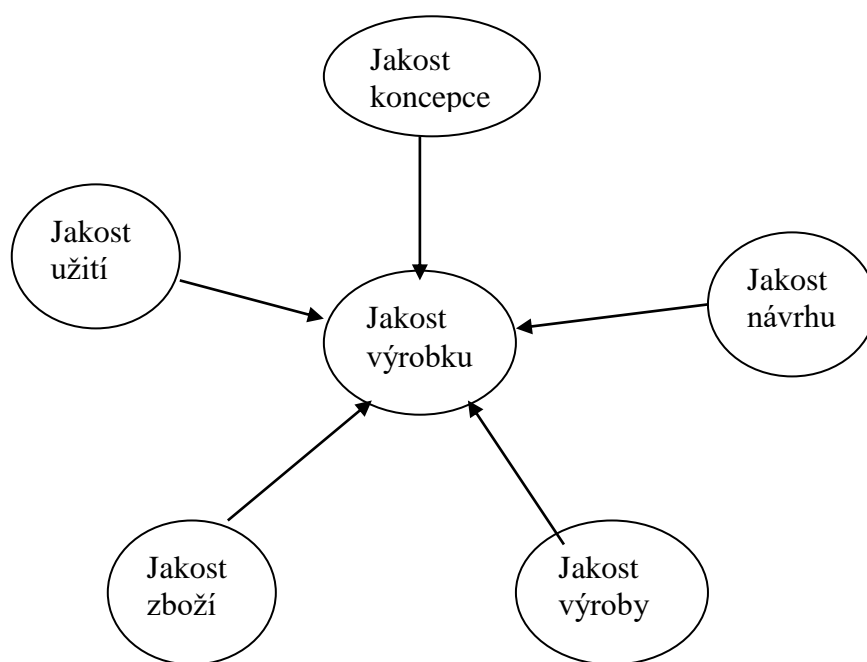 Jakost
koncepce
Jakost
užití
Jakost
návrhu
Jakost
výrobku
Jakost
zboží
Jakost
výroby